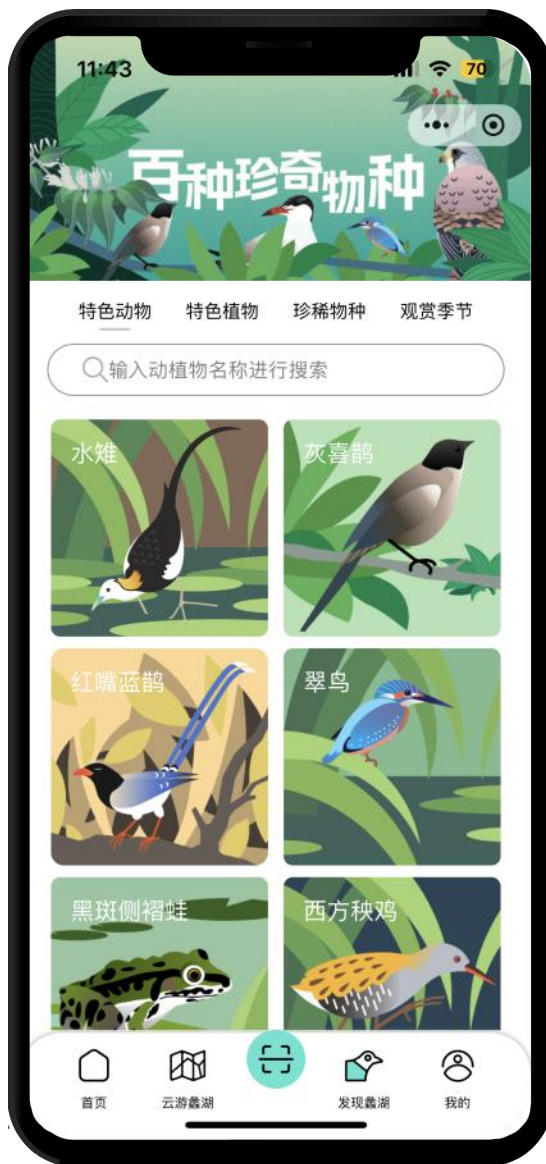 11:43
70
百种珍奇物种
特色动物 特色植物 珍稀物种 观赏季节
输入动植物名称进行搜索
水雉 灰喜鹊
红嘴蓝鹊 翠鸟
黑斑侧褶蛙 西方秧鸡
首页 云游蠡湖 发现蠡湖 我的